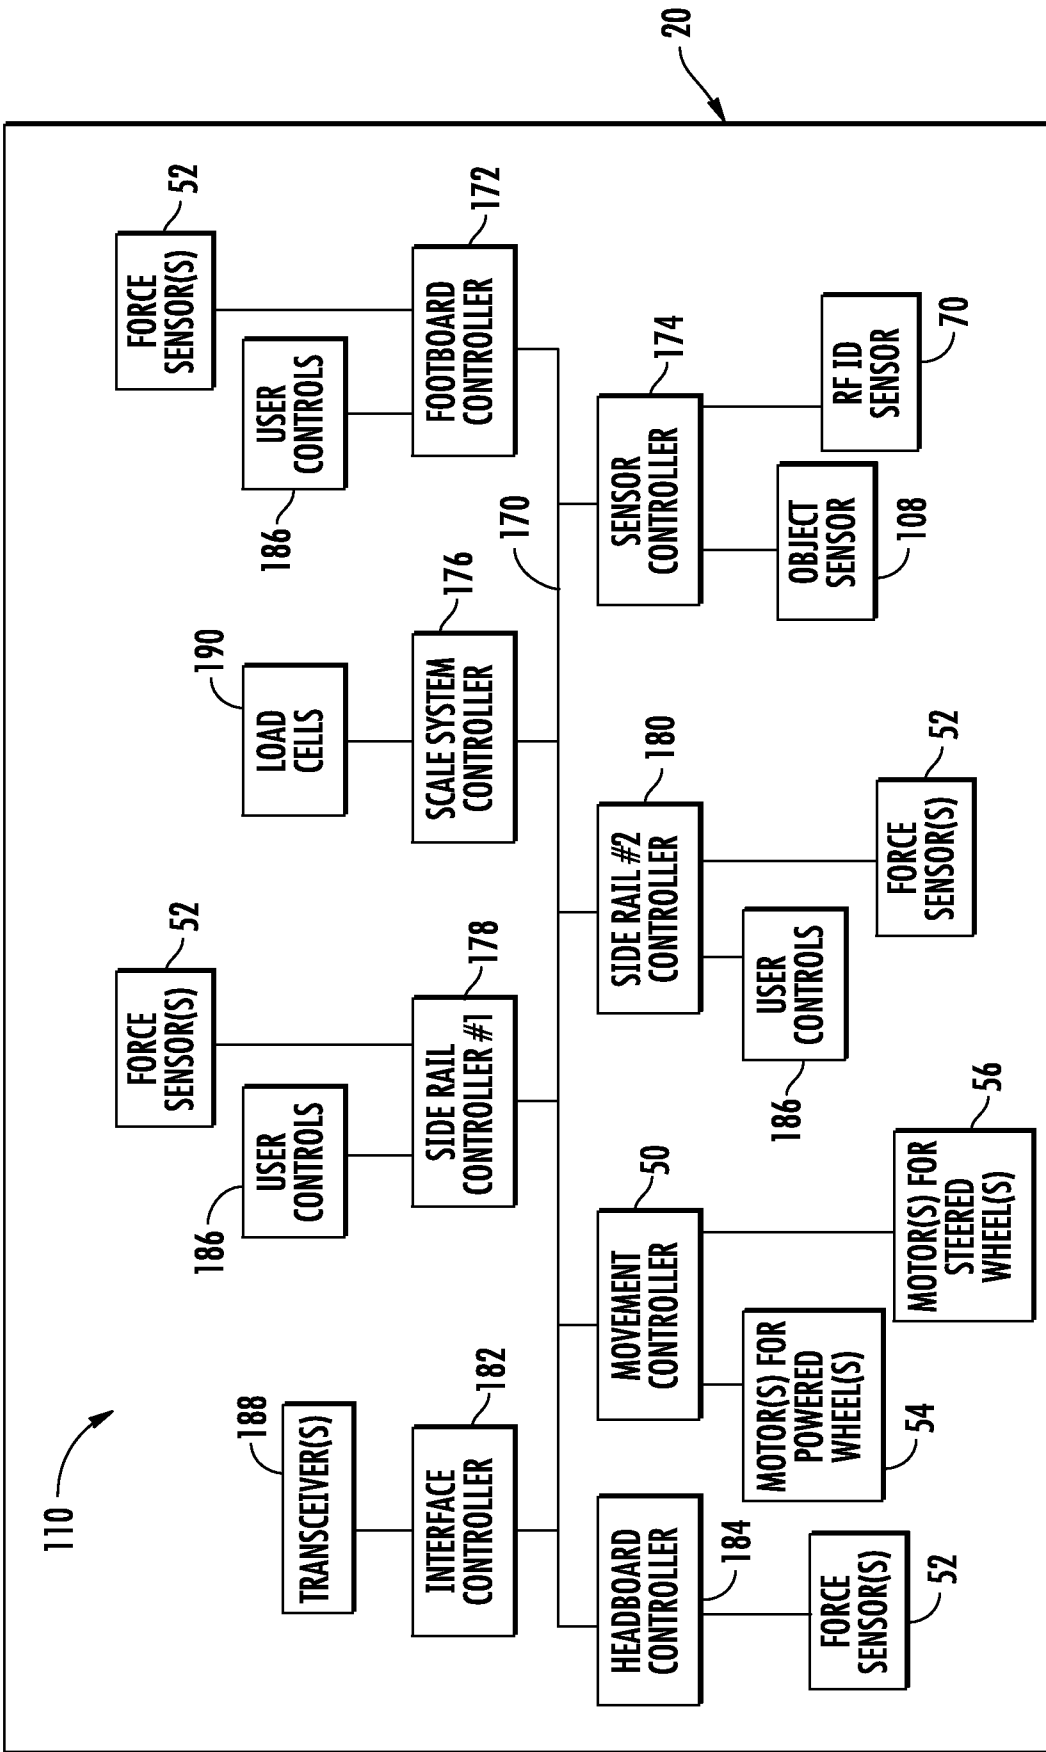 110
188
TRANSCEIVER(S)
INTERFACE
CONTROLLER
182
186
USER
CONTROLS
FORCE
SENSOR(S)
52
SIDE RAIL
CONTROLLER #1
178
190
LOAD
CELLS
SCALE SYSTEM
CONTROLLER
176
FORCE
SENSOR(S)
52
186
USER
CONTROLS
FOOTBOARD
CONTROLLER
172
20
170
HEADBOARD
CONTROLLER
184
FORCE
SENSOR(S)
52
MOVEMENT
CONTROLLER
50
MOTOR(S) FOR
POWERED
WHEEL(S)
54
MOTOR(S) FOR
STEERED
WHEEL(S)
56
SIDE RAIL #2
CONTROLLER
180
186
USER
CONTROLS
FORCE
SENSOR(S)
52
SENSOR
CONTROLLER
174
OBJECT
SENSOR
108
RF ID
SENSOR
70